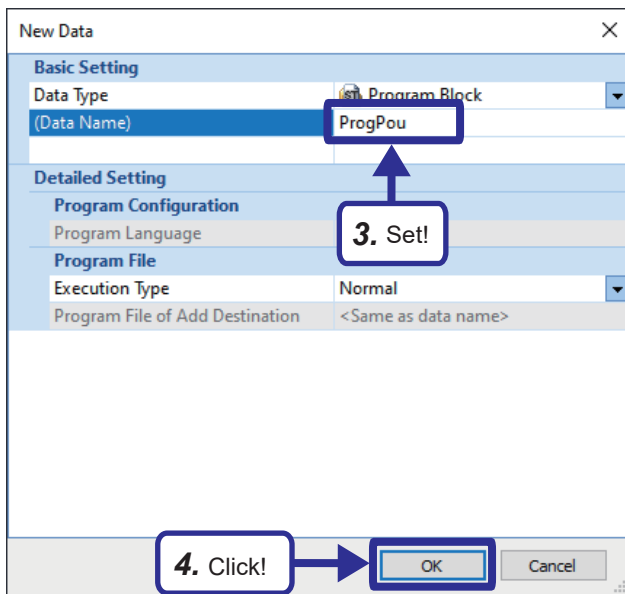 New Data
Basic Setting
Data Type Program Block
(Data Name) ProgPou
Detailed Setting
Program Configuration
Program Language
3. Set!
Program File
Execution Type Normal
Program File of Add Destination <Same as data name>
4. Click!
OK Cancel